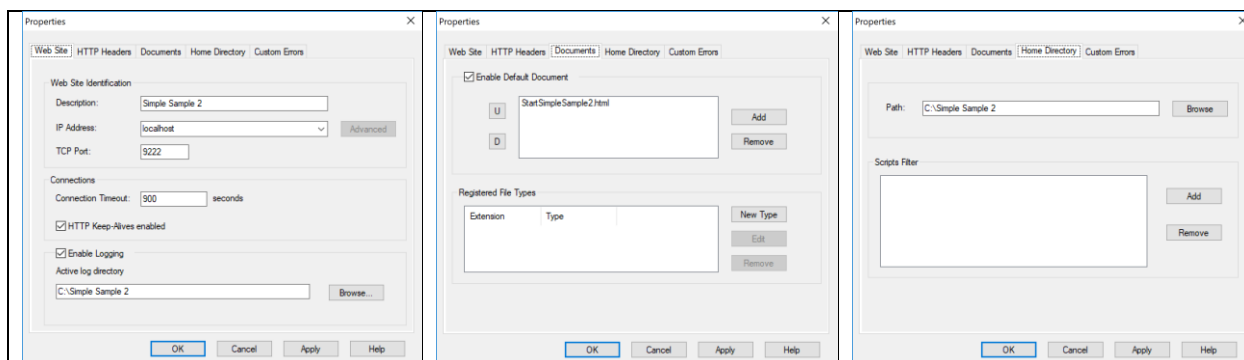 Properties
Web Site HTTP Headers Documents Home Directory Custom Errors
Web Site Identification
Description: Simple Sample 2
IP Address: localhost Advanced
TCP Port: 9222
Connections
Connection Timeout: 900 seconds
HTTP Keep-Alives enabled
Enable Logging
Active log directory
C:\Simple Sample 2 Browse...
OK Cancel Apply Help
Properties
Web Site HTTP Headers Documents Home Directory Custom Errors
Enable Default Document
StartSimpleSample2.html
U
Add
D
Remove
Registered File Types
Extension Type New Type
Edit
Remove
OK Cancel Apply Help
Properties
Web Site HTTP Headers Documents Home Directory Custom Errors
Path: C:\Simple Sample 2 Browse
Scripts Filter
Add
Remove
OK Cancel Apply Help